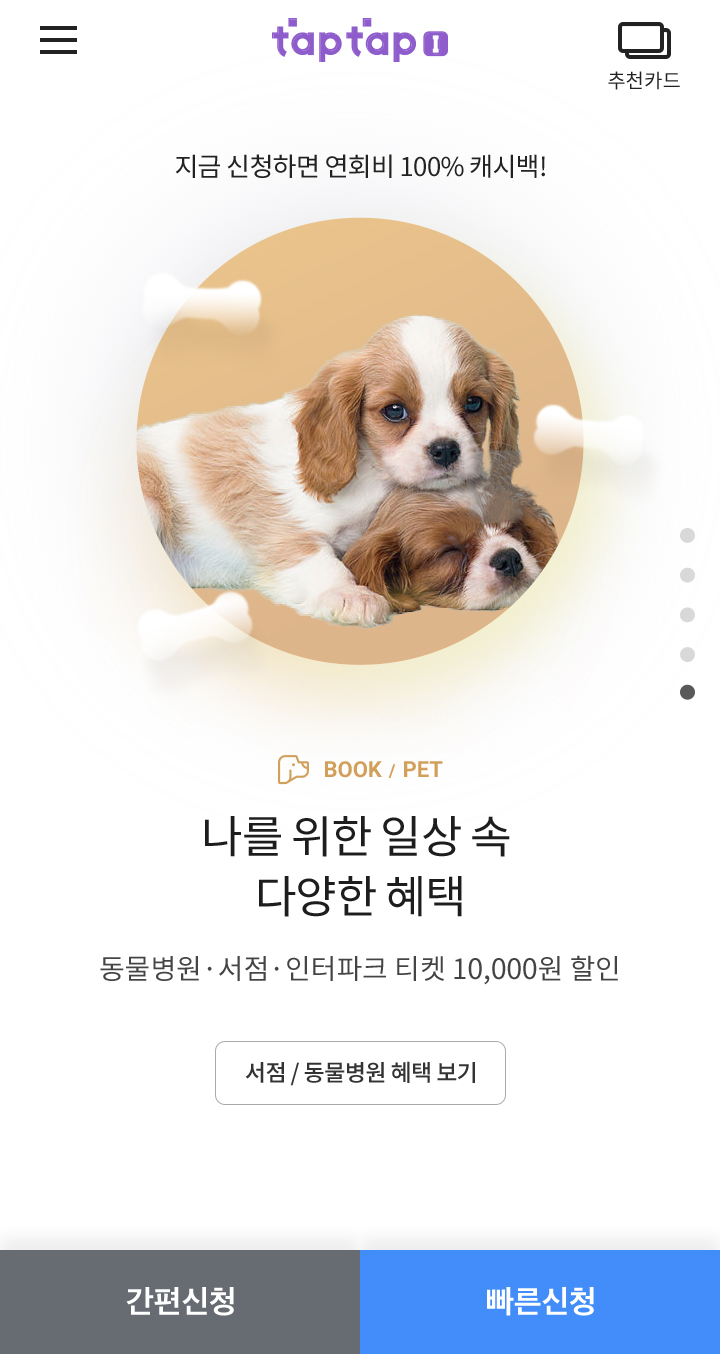 taptap I
추천카드
지금 신청하면 연회비 100% 캐시백!
BOOK / PET
나를 위한 일상 속
다양한 혜택
동물병원·서점·인터파크 티켓 10,000원 할인
서점 / 동물병원 혜택 보기
간편신청
빠른신청